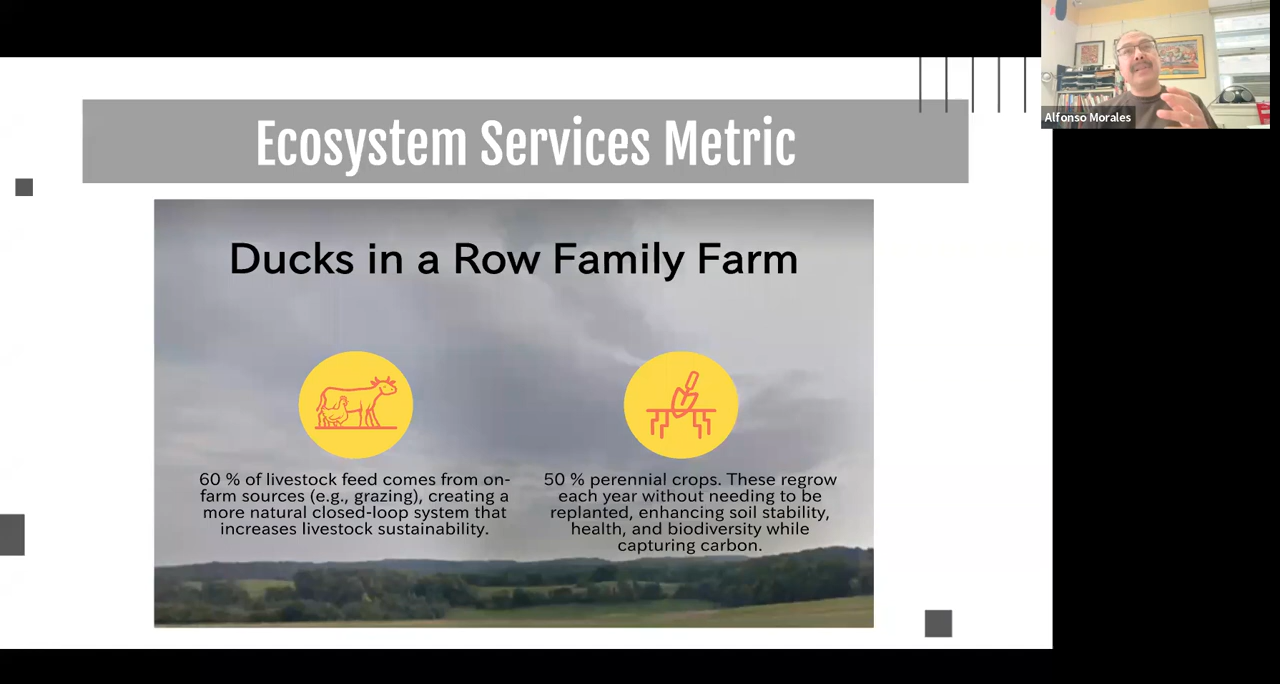 Alfonso Morales
Ecosystem Services Metric
Ducks in a Row Family Farm
60 % of livestock feed comes from on-
farm sources (e.g., grazing), creating a
more natural closed-loop system that
increases livestock sustainability.
50 % perennial crops. These regrow
each year without needing to be
replanted, enhancing soil stability,
health, and biodiversity while
capturing carbon.